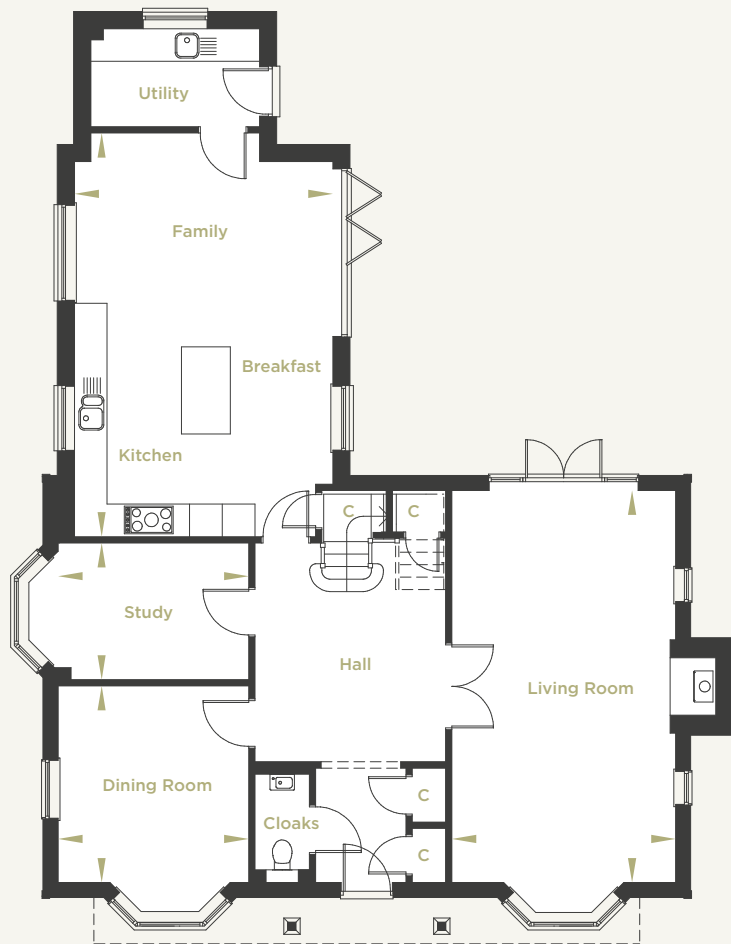 Utility
Family
Breakfast
Kitchen
C
C
Study
Hall
Living Room
Dining Room
C
Cloaks
C